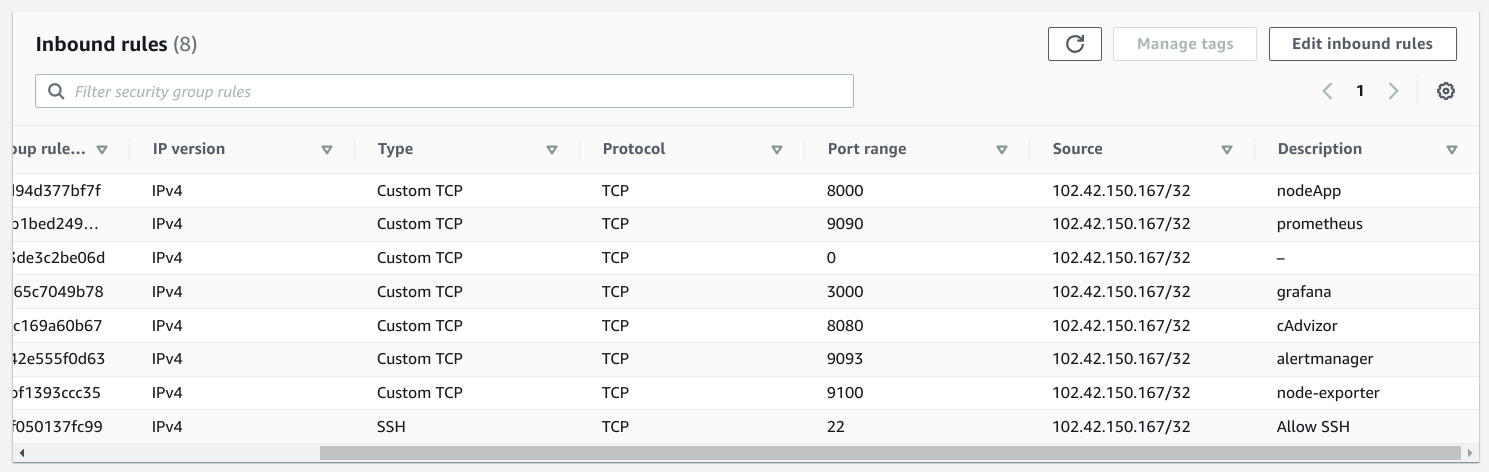 Inbound rules (8)
Manage tags
Edit inbound rules
Filter security group rules
1
oup rule... IP version Type Protocol Port range Source Description
d94d377bf7f IPv4 Custom TCP TCP 8000 102.42.150.167/32 nodeApp
b1bed249... IPv4 Custom TCP TCP 9090 102.42.150.167/32 prometheus
3de3c2be06d IPv4 Custom TCP TCP 0 102.42.150.167/32 –
65c7049b78 IPv4 Custom TCP TCP 3000 102.42.150.167/32 grafana
c169a60b67 IPv4 Custom TCP TCP 8080 102.42.150.167/32 cAdvizor
42e555f0d63 IPv4 Custom TCP TCP 9093 102.42.150.167/32 alertmanager
bf1393ccc35 IPv4 Custom TCP TCP 9100 102.42.150.167/32 node-exporter
f050137fc99 IPv4 SSH TCP 22 102.42.150.167/32 Allow SSH